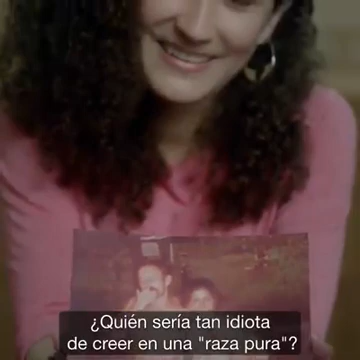 ¿Quién sería tan idiota
de creer en una "raza pura"?